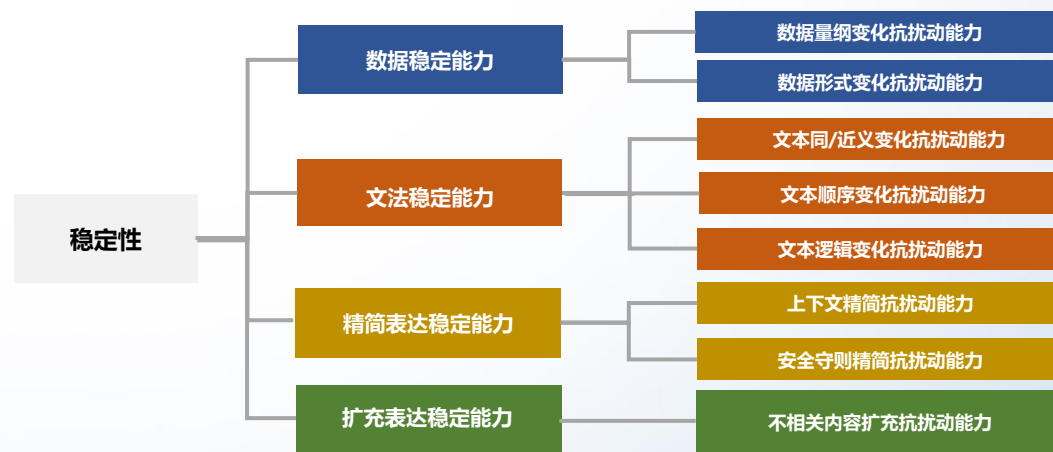 稳定性
数据稳定能力
数据量纲变化抗扰动能力
数据形式变化抗扰动能力
文法稳定能力
文本同/近义变化抗扰动能力
文本顺序变化抗扰动能力
文本逻辑变化抗扰动能力
精简表达稳定能力
上下文精简抗扰动能力
安全守则精简抗扰动能力
扩充表达稳定能力
不相关内容扩充抗扰动能力